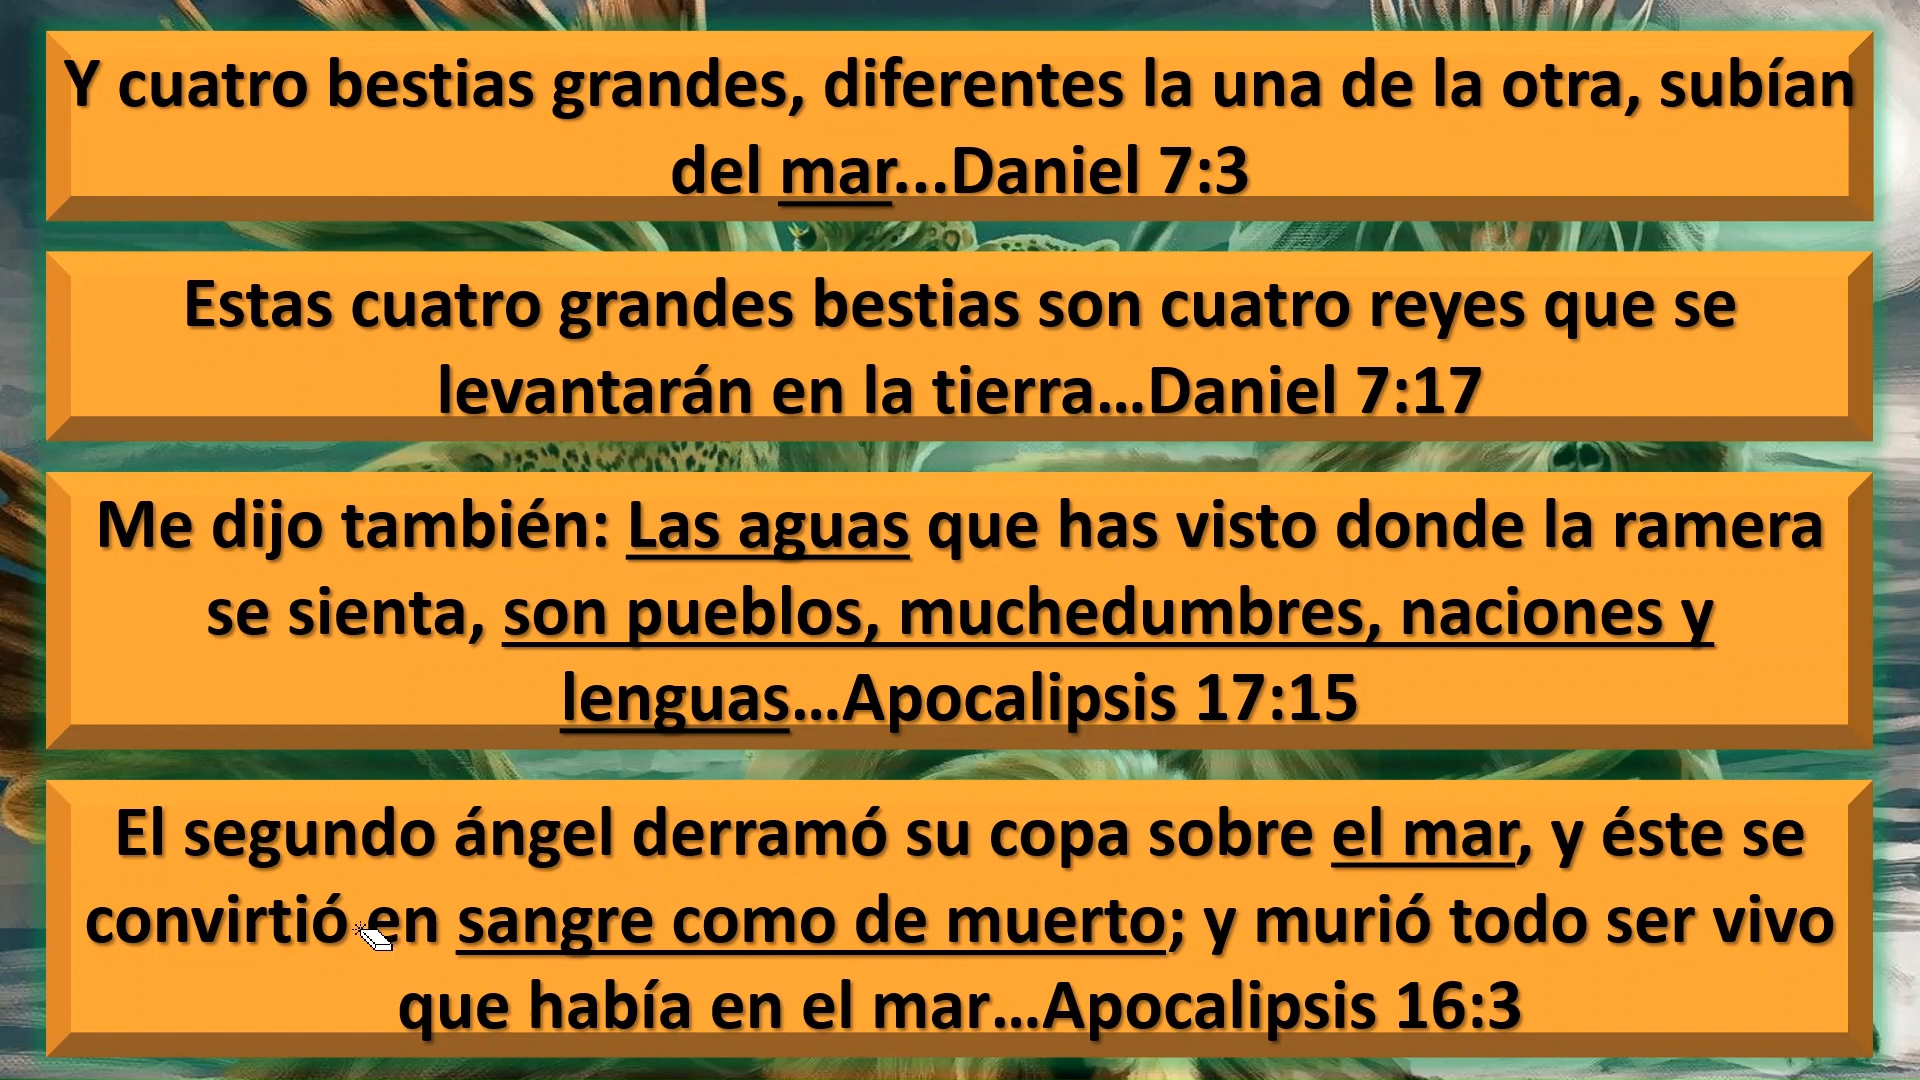 Y cuatro bestias grandes, diferentes la una de la otra, subían
del mar...Daniel 7:3
Estas cuatro grandes bestias son cuatro reyes que se
levantarán en la tierra...Daniel 7:17
Me dijo también: Las aguas que has visto donde la ramera
se sienta, son pueblos, muchedumbres, naciones y
lenguas...Apocalipsis 17:15
El segundo ángel derramó su copa sobre el mar, y éste se
convirtió en sangre como de muerto; y murió todo ser vivo
que había en el mar...Apocalipsis 16:3